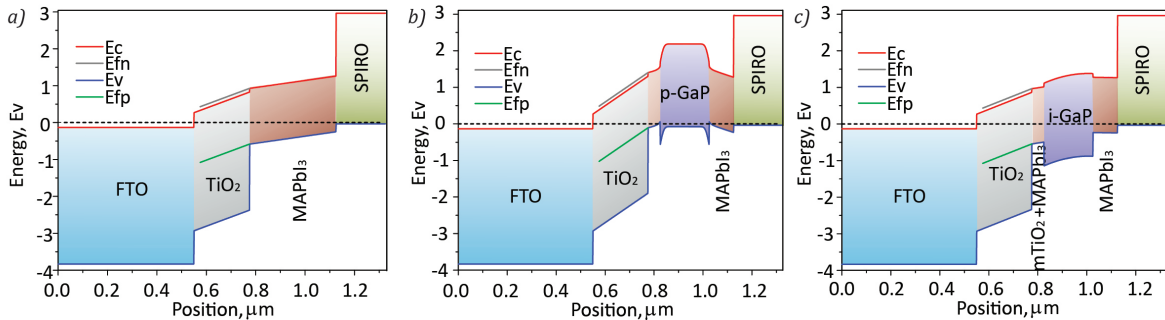 a)
3
2
1
0
-1
-2
-3
-4
Energy, Ev
Ec
Efn
Ev
Efp
FTO
TiO₂
MAPbI₃
SPIRO
0.0 0.2 0.4 0.6 0.8 1.0 1.2
Position, μm
b)
3
2
1
0
-1
-2
-3
-4
Energy, Ev
Ec
Efn
Ev
Efp
FTO
TiO₂
p-GaP
MAPbI₃
SPIRO
0.0 0.2 0.4 0.6 0.8 1.0 1.2
Position, μm
c)
3
2
1
0
-1
-2
-3
-4
Energy, Ev
Ec
Efn
Ev
Efp
FTO
TiO₂
mTiO₂+MAPbI₃
i-GaP
MAPbI₃
SPIRO
0.0 0.2 0.4 0.6 0.8 1.0 1.2
Position, μm